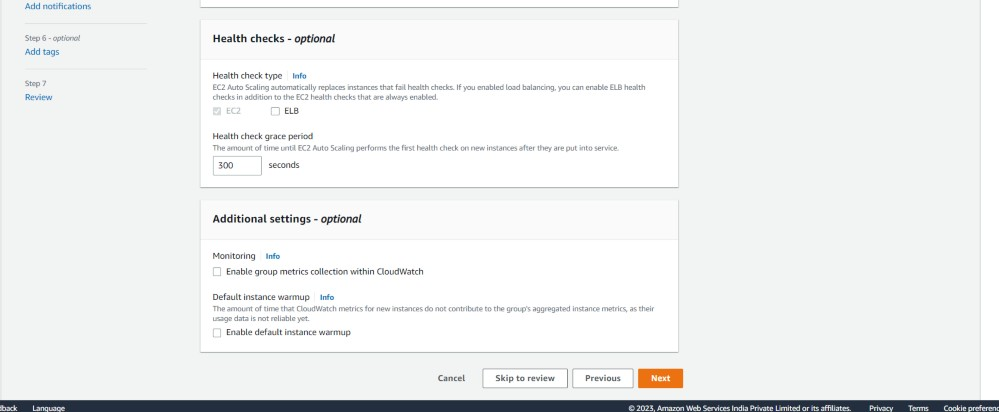 Add notifications
Step 6 - optional
Add tags
Step 7
Review
Health checks - optional
Health check type Info
EC2 Auto Scaling automatically replaces instances that fail health checks. If you enabled load balancing, you can enable ELB health
checks in addition to the EC2 health checks that are always enabled.
EC2 ELB
Health check grace period
The amount of time until EC2 Auto Scaling performs the first health check on new instances after they are put into service.
300 seconds
Additional settings - optional
Monitoring Info
Enable group metrics collection within CloudWatch
Default instance warmup Info
The amount of time that CloudWatch metrics for new instances do not contribute to the group's aggregated instance metrics, as their
usage data is not reliable yet.
Enable default instance warmup
Cancel Skip to review Previous Next
dback Language © 2023, Amazon Web Services India Private Limited or its affiliates. Privacy Terms Cookie preferenc